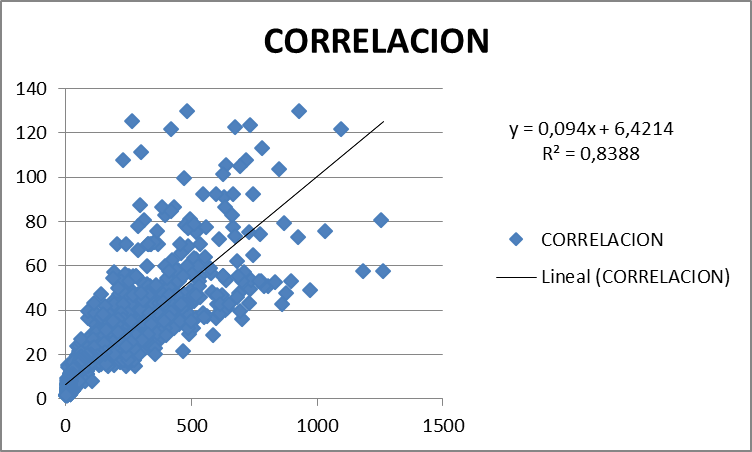 CORRELACION
140
120
100
80
60
40
20
0
0 500 1000 1500
y = 0,094x + 6,4214
R² = 0,8388
CORRELACION
Lineal (CORRELACION)